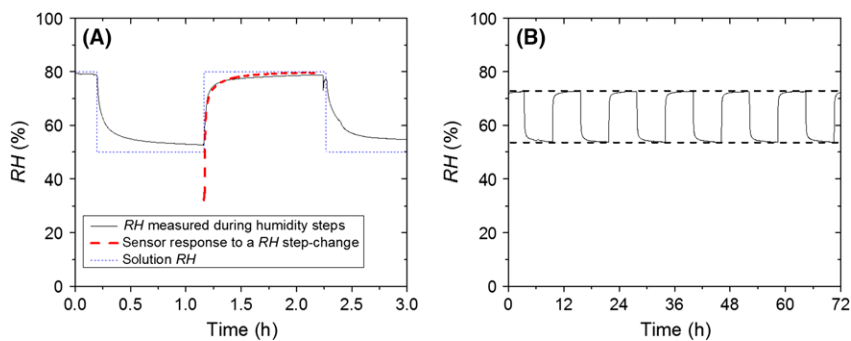 (A)
RH (%)
100
80
60
40
20
0
RH measured during humidity steps
Sensor response to a RH step-change
Solution RH
0.0 0.5 1.0 1.5 2.0 2.5 3.0
Time (h)
(B)
RH (%)
100
80
60
40
20
0
0 12 24 36 48 60 72
Time (h)